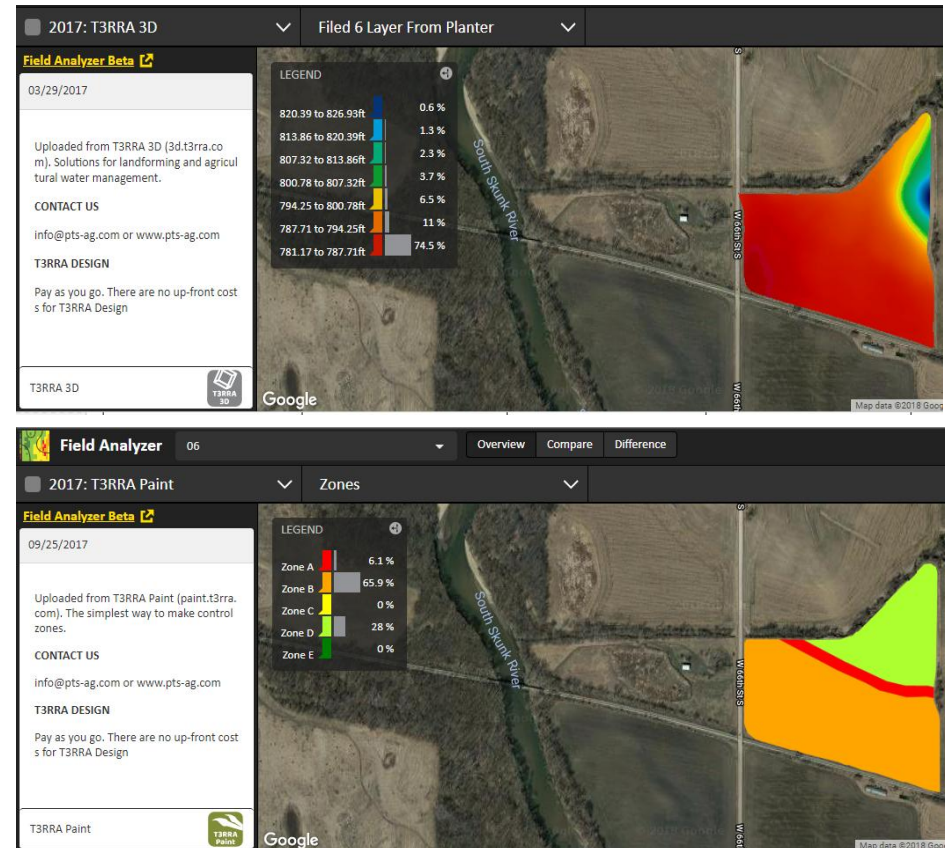 2017: T3RRA 3D
Filed 6 Layer From Planter
Field Analyzer Beta
03/29/2017
Uploaded from T3RRA 3D (3d.t3rra.co
m). Solutions for landforming and agricul
tural water management.
CONTACT US
info@pts-ag.com or www.pts-ag.com
T3RRA DESIGN
Pay as you go. There are no up-front cost
s for T3RRA Design
T3RRA 3D
T3RRA
3D
LEGEND
820.39 to 826.93ft 0.6 %
813.86 to 820.39ft 1.3 %
807.32 to 813.86ft 2.3 %
800.78 to 807.32ft 3.7 %
794.25 to 800.78ft 6.5 %
787.71 to 794.25ft 11 %
781.17 to 787.71ft 74.5 %
South Skunk River
S
W 66th St S
W 66th
Google
Map data ©2018 Goog
Field Analyzer
06
Overview
Compare
Difference
2017: T3RRA Paint
Zones
Field Analyzer Beta
09/25/2017
Uploaded from T3RRA Paint (paint.t3rra.
com). The simplest way to make control
zones.
CONTACT US
info@pts-ag.com or www.pts-ag.com
T3RRA DESIGN
Pay as you go. There are no up-front cost
s for T3RRA Design
T3RRA Paint
T3RRA
Paint
LEGEND
Zone A 6.1 %
Zone B 65.9 %
Zone C 0 %
Zone D 28 %
Zone E 0 %
South Skunk River
S
W 66th St S
Google
Map data ©2018 Goo